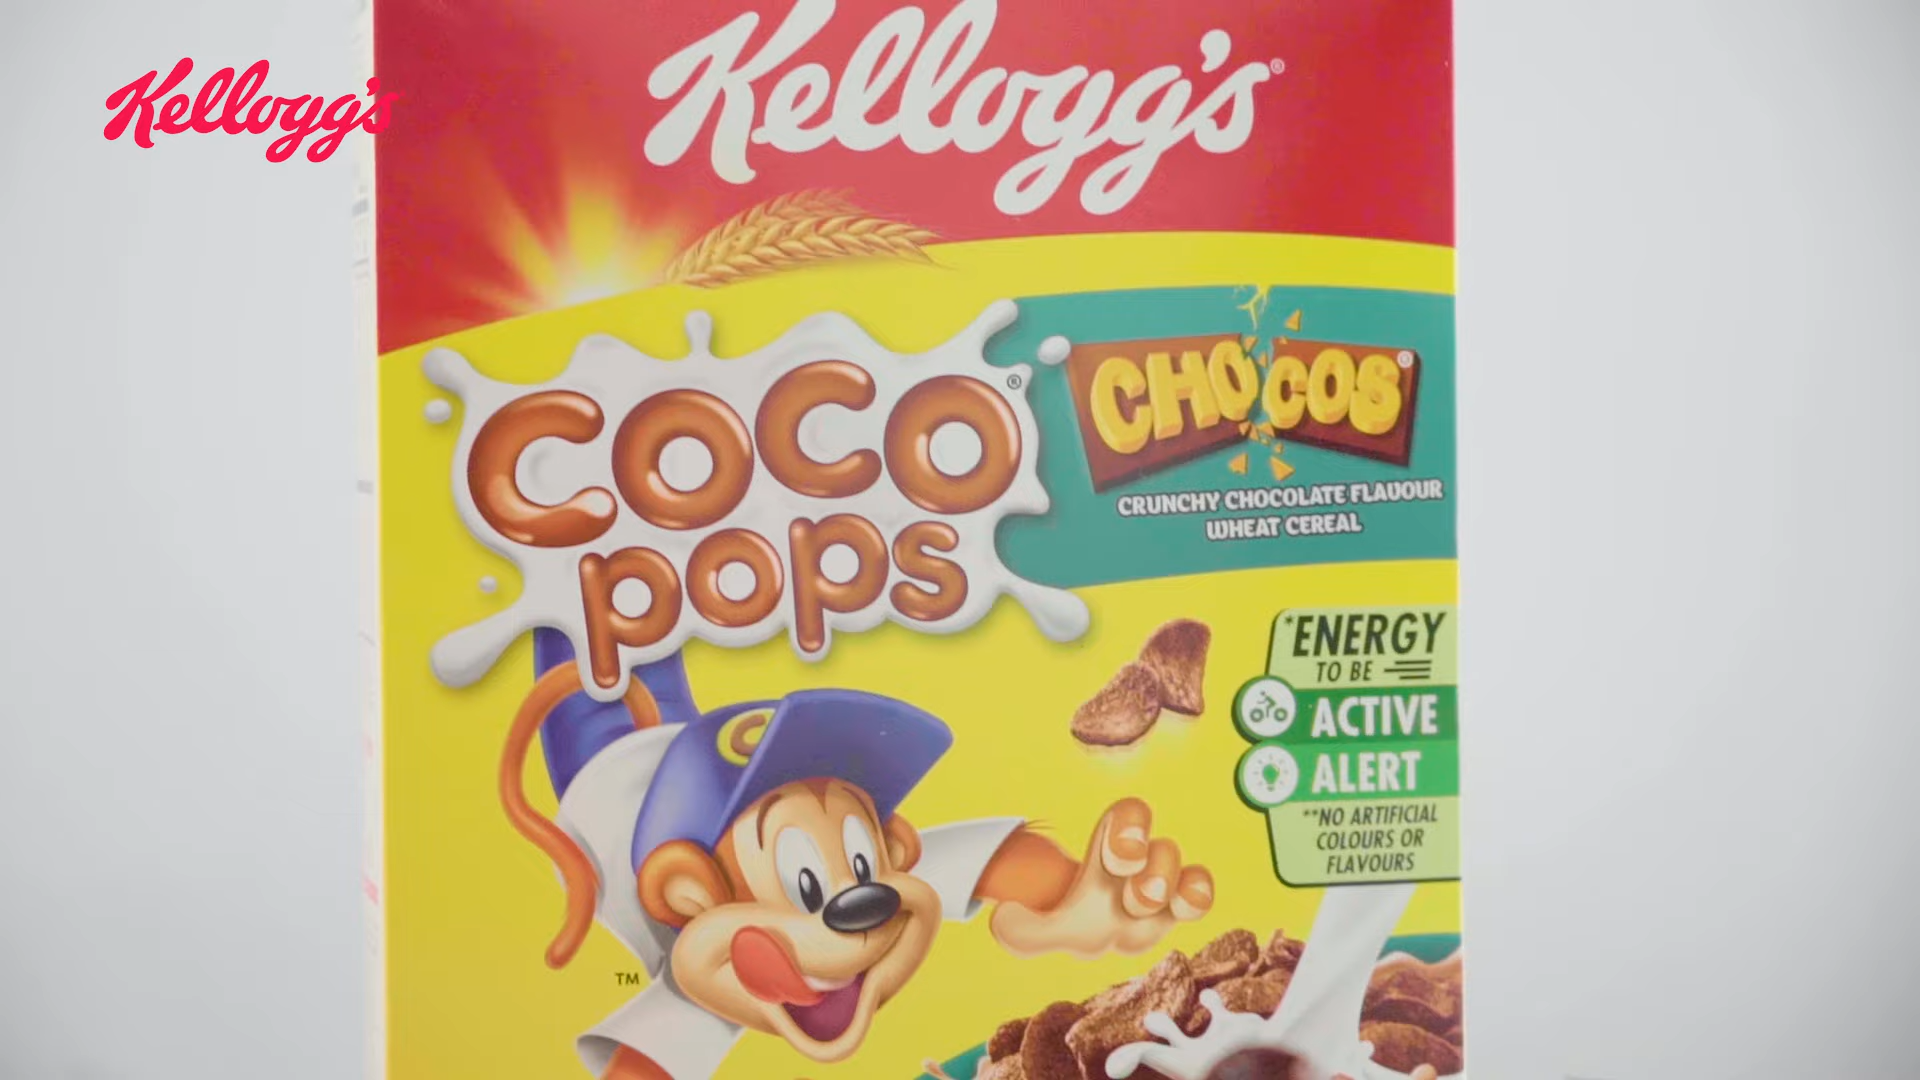 Kellogg's
Kellogg's®
COCO®
pops
CHOCOS®
CRUNCHY CHOCOLATE FLAVOUR
WHEAT CEREAL
*ENERGY
TO BE
ACTIVE
ALERT
**NO ARTIFICIAL
COLOURS OR
FLAVOURS
C
TM